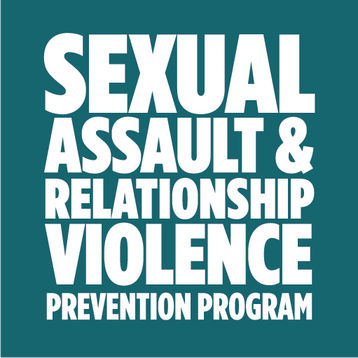 SEXUAL
ASSAULT &
RELATIONSHIP
VIOLENCE
PREVENTION PROGRAM